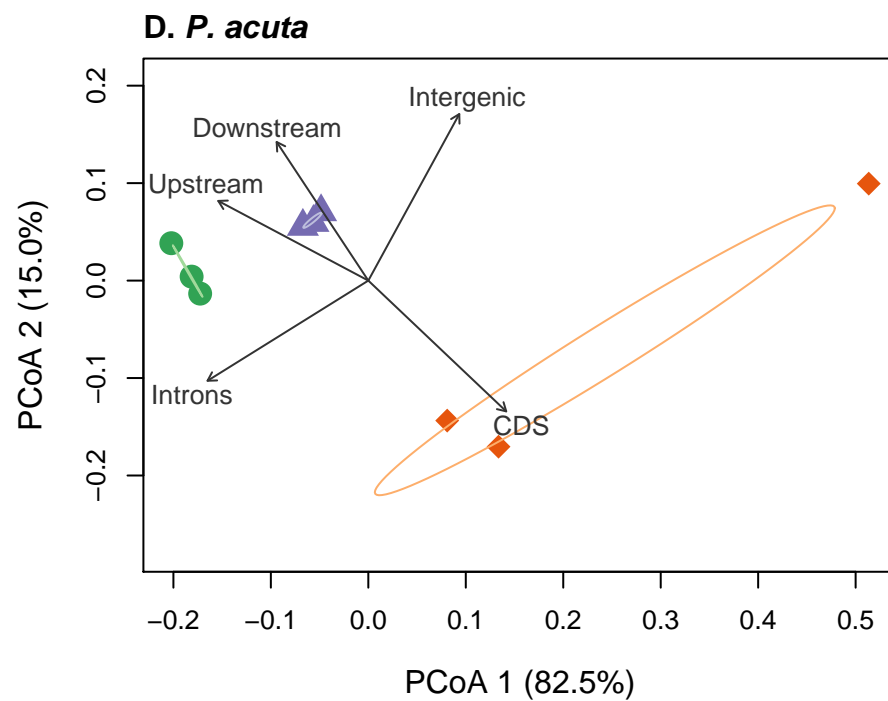 D. P. acuta
PCoA 2 (15.0%)
0.2
0.1
0.0
−0.1
−0.2
Intergenic
Downstream
Upstream
Introns
CDS
−0.2 −0.1 0.0 0.1 0.2 0.3 0.4 0.5
PCoA 1 (82.5%)